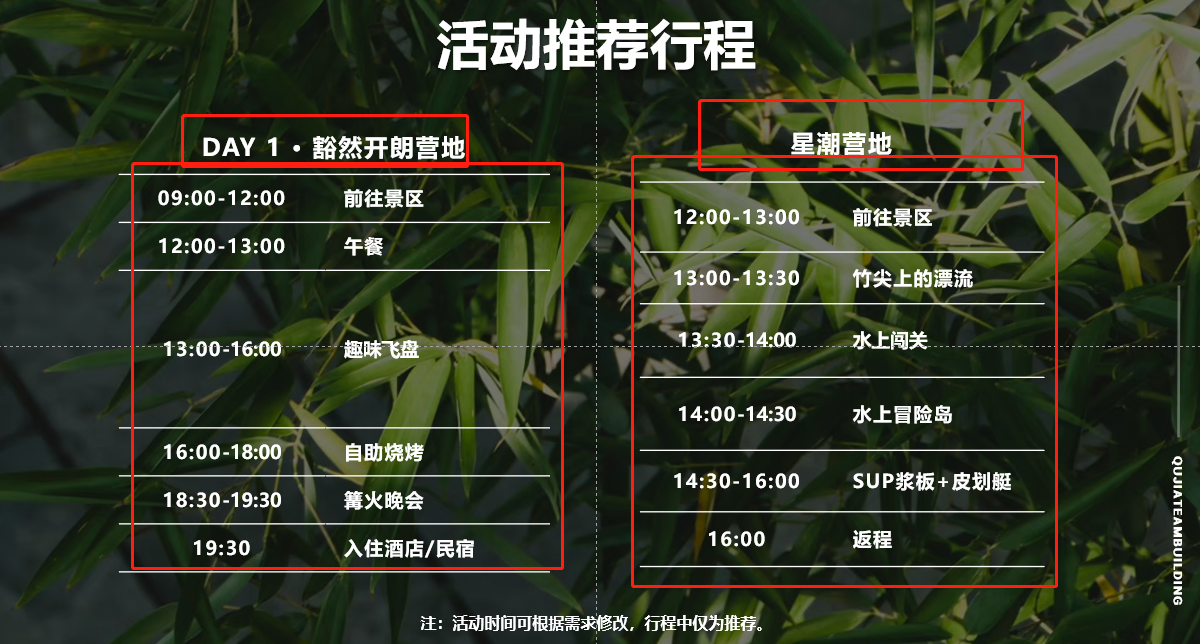 活动推荐行程
DAY 1 · 豁然开朗营地
09:00-12:00 前往景区
12:00-13:00 午餐
13:00-16:00 趣味飞盘
16:00-18:00 自助烧烤
18:30-19:30 篝火晚会
19:30 入住酒店/民宿
星潮营地
12:00-13:00 前往景区
13:00-13:30 竹尖上的漂流
13:30-14:00 水上闯关
14:00-14:30 水上冒险岛
14:30-16:00 SUP浆板+皮划艇
16:00 返程
QUJIATEAMBUILDING
注：活动时间可根据需求修改，行程中仅为推荐。